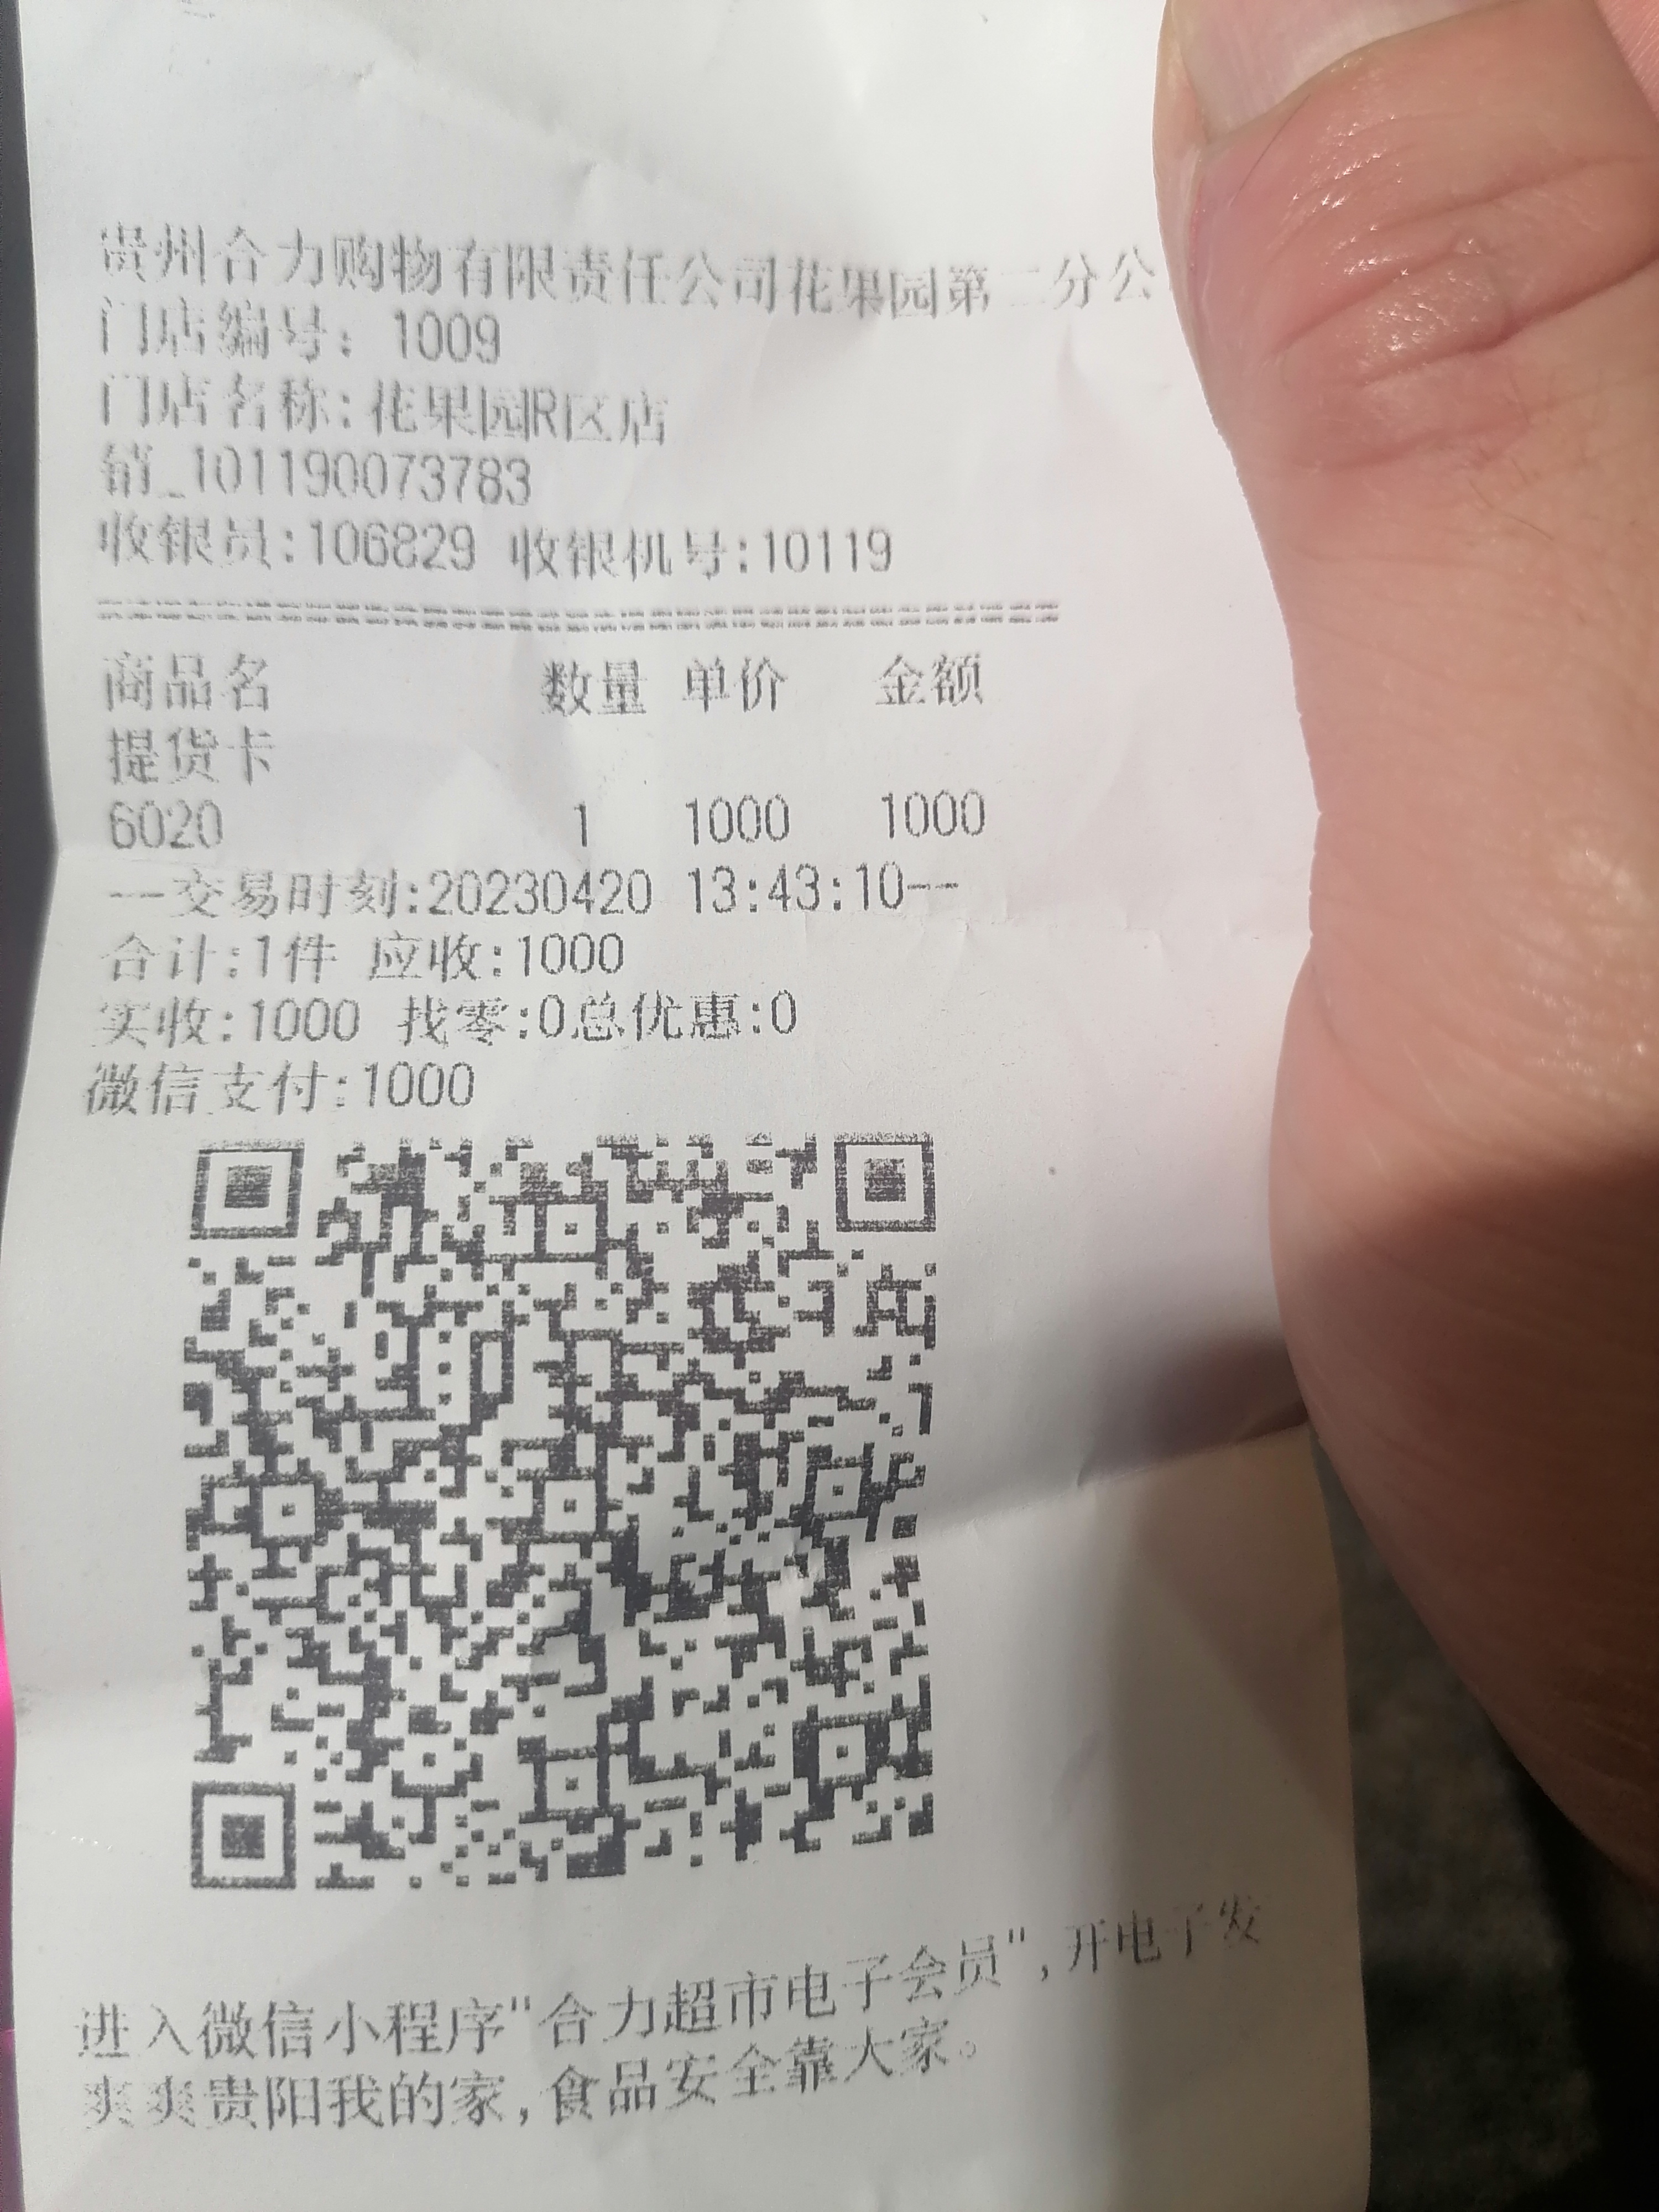 贵州合力购物有限责任公司花果园第二分公
门店编号：1009
门店名称:花果园R区店
销_101190073783
收银员:106829 收银机号:10119
商品名 数量 单价 金额
提货卡
6020 1 1000 1000
--交易时刻:20230420 13:43:10--
合计:1件 应收:1000
实收:1000 找零:0总优惠:0
微信支付:1000
进入微信小程序"合力超市电子会员",开电子发
爽爽贵阳我的家,食品安全靠大家。